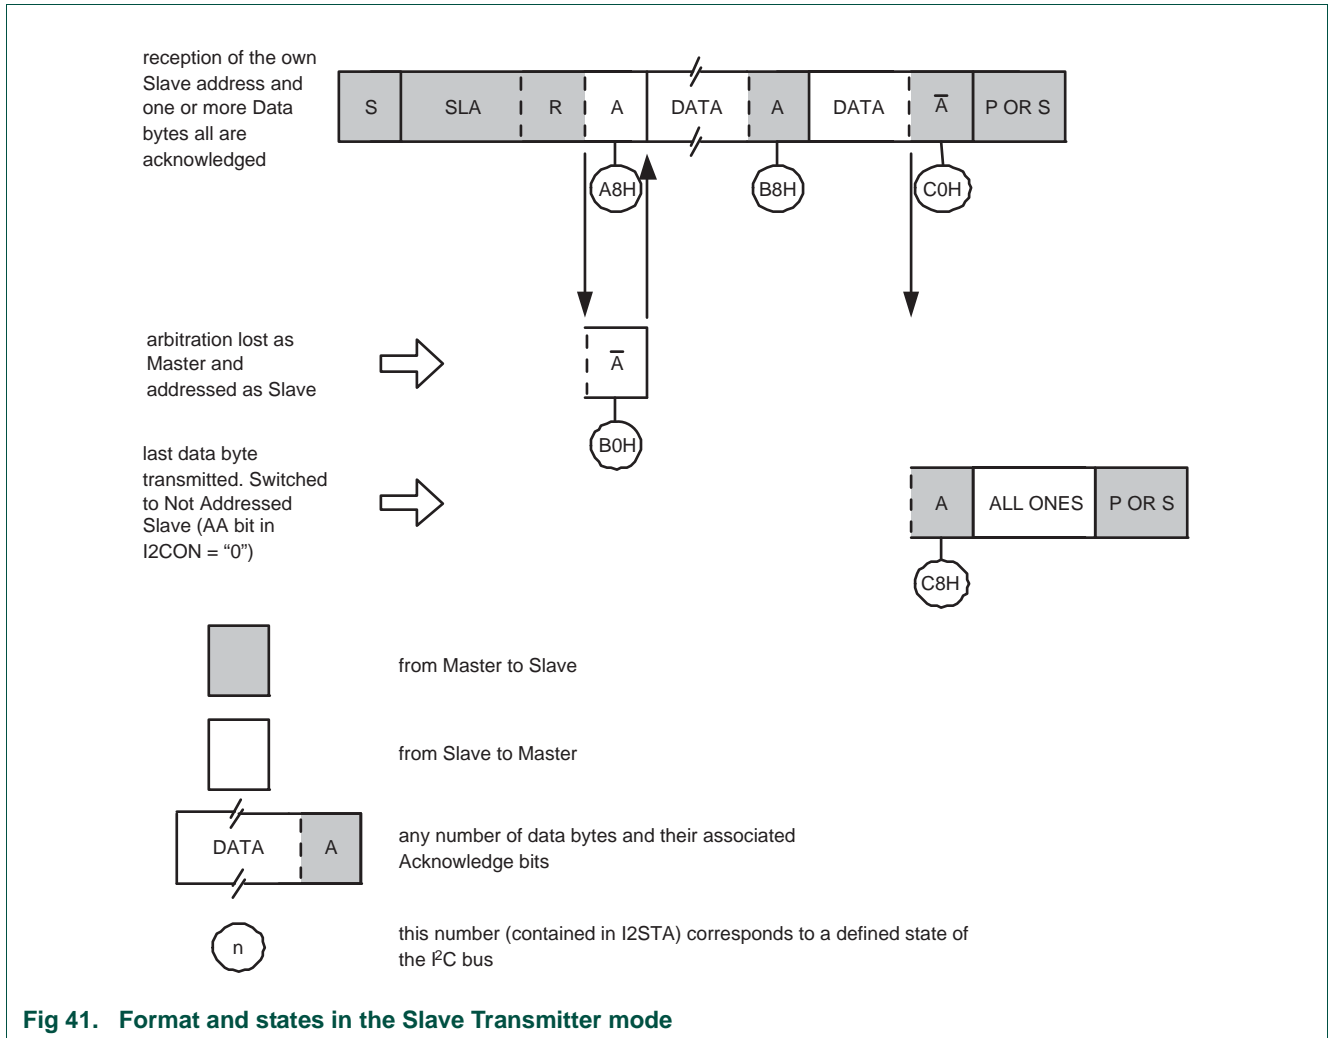 reception of the own
Slave address and
one or more Data
bytes all are
acknowledged
S SLA R A DATA A DATA A̅ P OR S
A8H B8H C0H
arbitration lost as
Master and
addressed as Slave
A̅
B0H
last data byte
transmitted. Switched
to Not Addressed
Slave (AA bit in
I2CON = “0”)
A ALL ONES P OR S
C8H
from Master to Slave
from Slave to Master
DATA A
any number of data bytes and their associated
Acknowledge bits
n
this number (contained in I2STA) corresponds to a defined state of
the I²C bus
Fig 41. Format and states in the Slave Transmitter mode